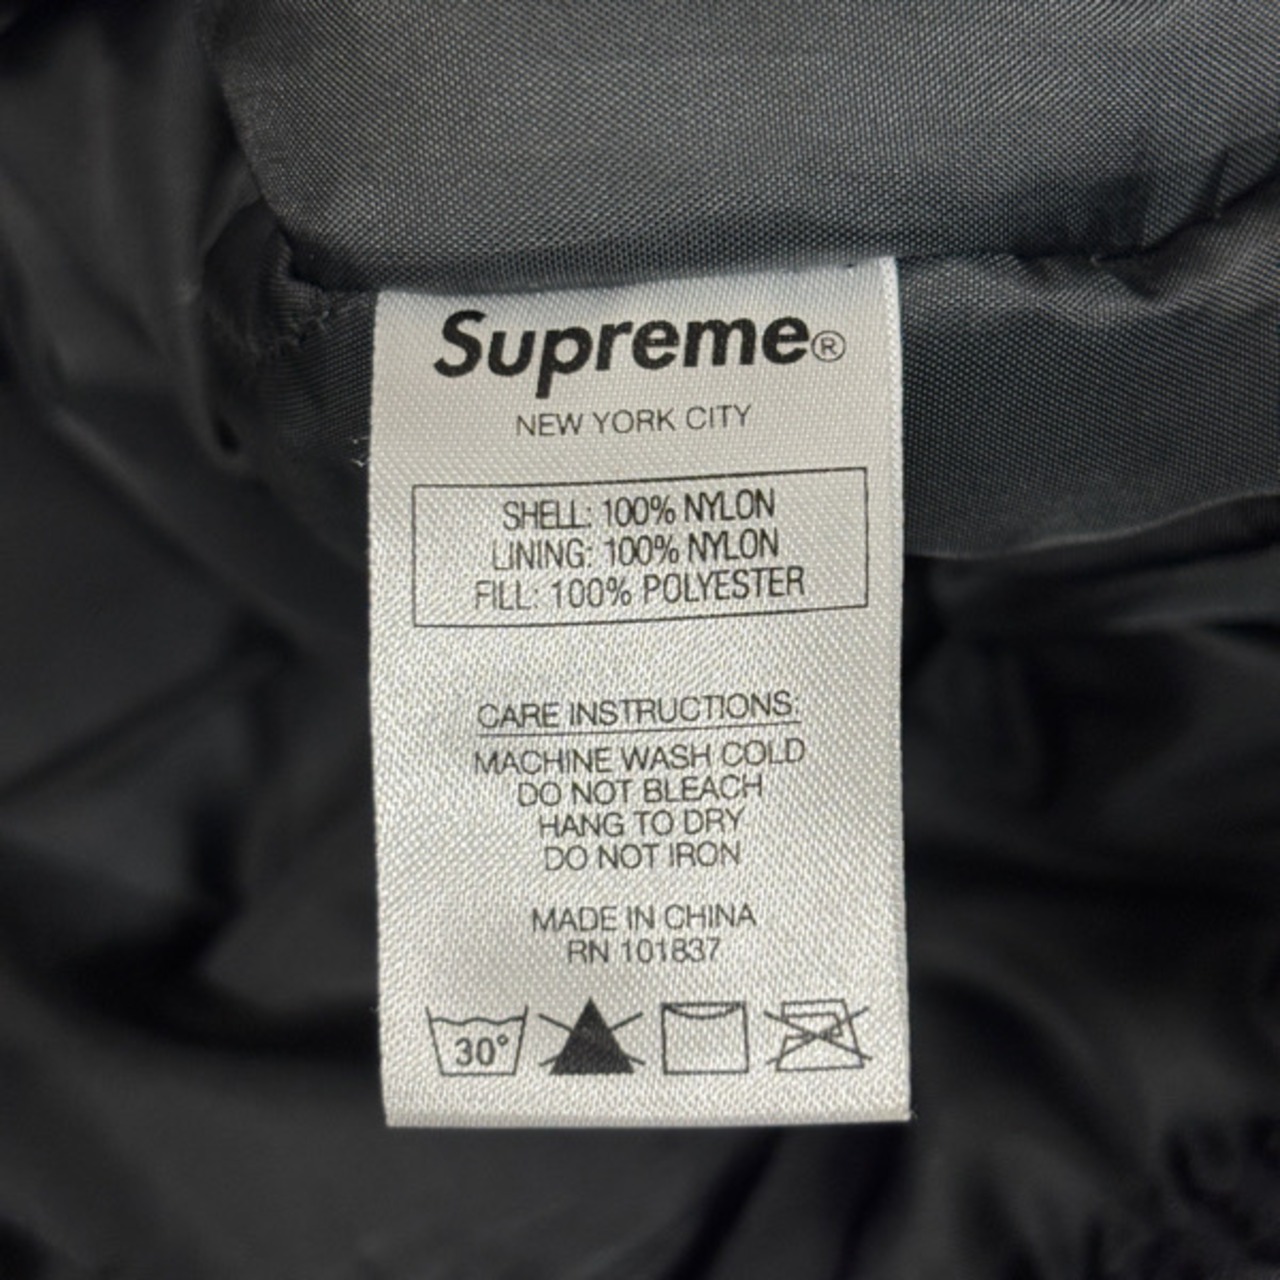 Supreme®
NEW YORK CITY
SHELL: 100% NYLON
LINING: 100% NYLON
FILL: 100% POLYESTER
CARE INSTRUCTIONS:
MACHINE WASH COLD
DO NOT BLEACH
HANG TO DRY
DO NOT IRON
MADE IN CHINA
RN 101837
30°